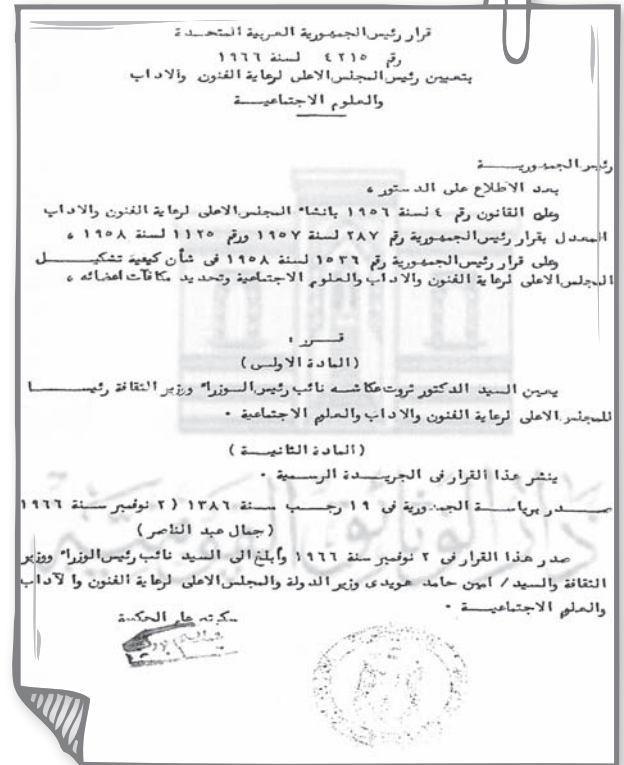 قرار رئيس الجمهورية العربية المتحدة
رقم ٤٢١٥ لسنة ١٩٦٦
بتعيين رئيس المجلس الاعلى لرعاية الفنون والاداب
والعلوم الاجتماعية
رئيس الجمهورية
بعد الاطلاع على الدستور ،
وعلى القانون رقم ٤ لسنة ١٩٥٦ بانشاء المجلس الاعلى لرعاية الفنون والاداب
المعدل بقرار رئيس الجمهورية رقم ٢٨٧ لسنة ١٩٥٧ ورقم ١١٢٥ لسنة ١٩٥٨ ،
وعلى قرار رئيس الجمهورية رقم ١٥٣٦ لسنة ١٩٥٨ فى شأن كيفية تشكيل
المجلس الاعلى لرعاية الفنون والاداب والعلوم الاجتماعية وتحديد مكافآت اعضائه ،
قرر :
(المادة الاولى)
يعين السيد الدكتور ثروت عكاشه نائب رئيس الوزراء ووزير الثقافة رئيسا
للمجلس الاعلى لرعاية الفنون والاداب والعلوم الاجتماعية .
(المادة الثانية)
ينشر هذا القرار فى الجريدة الرسمية .
صدر برياسة الجمهورية فى ١٩ رجب سنة ١٣٨٦ (٢ نوفمبر سنة ١٩٦٦
(جمال عبد الناصر)
صدر هذا القرار فى ٢ نوفمبر سنة ١٩٦٦ وأبلغ الى السيد نائب رئيس الوزراء ووزير
الثقافة والسيد / امين حامد هويدى وزير الدولة والمجلس الاعلى لرعاية الفنون والآداب
والعلوم الاجتماعية .
دار الوثائق القومية